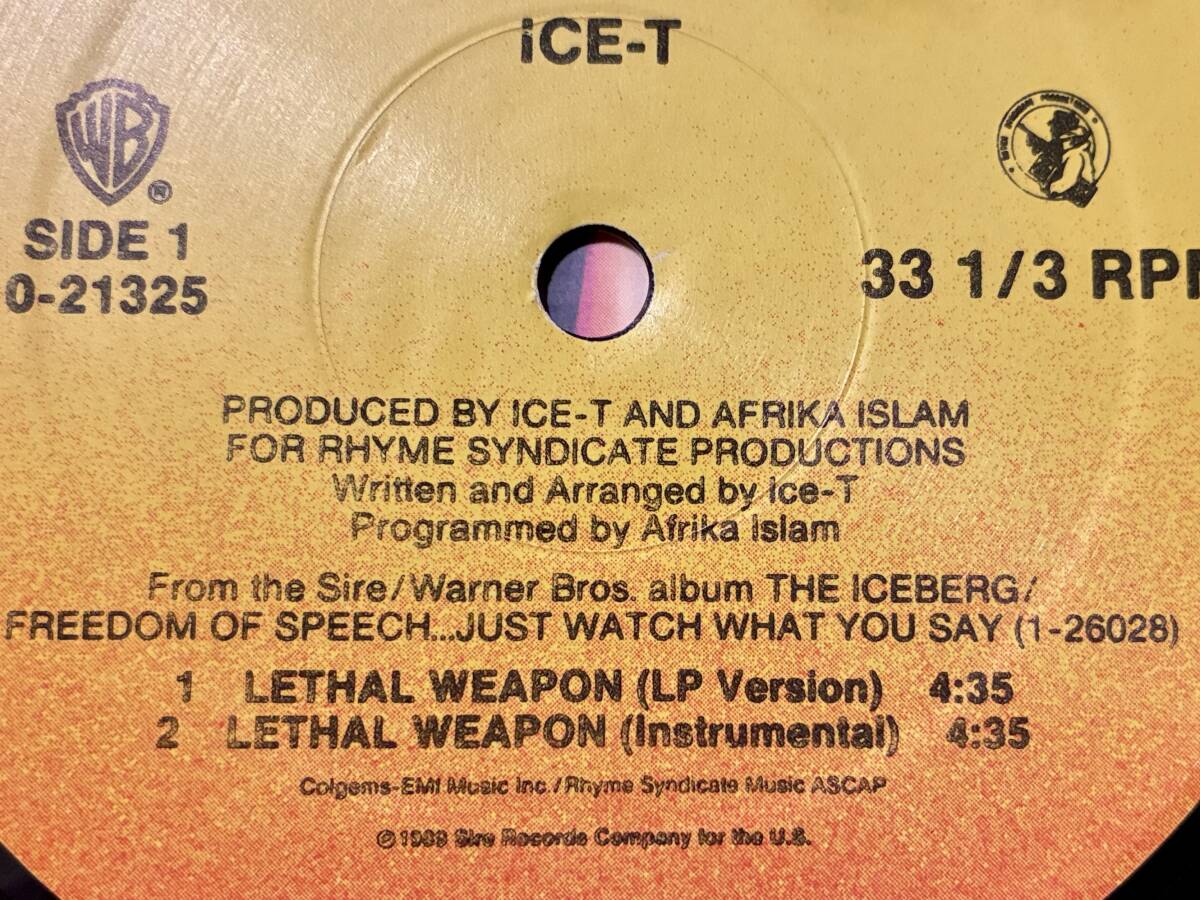 ICE-T
WB
®
SIDE 1
0-21325
33 1/3 RP
PRODUCED BY ICE-T AND AFRIKA ISLAM
FOR RHYME SYNDICATE PRODUCTIONS
Written and Arranged by Ice-T
Programmed by Afrika Islam
From the Sire/Warner Bros. album THE ICEBERG/
FREEDOM OF SPEECH...JUST WATCH WHAT YOU SAY (1-26028)
1 LETHAL WEAPON (LP Version) 4:35
2 LETHAL WEAPON (Instrumental) 4:35
Colgems-EMI Music Inc./Rhyme Syndicate Music ASCAP
Sire Records Company for the U.S.